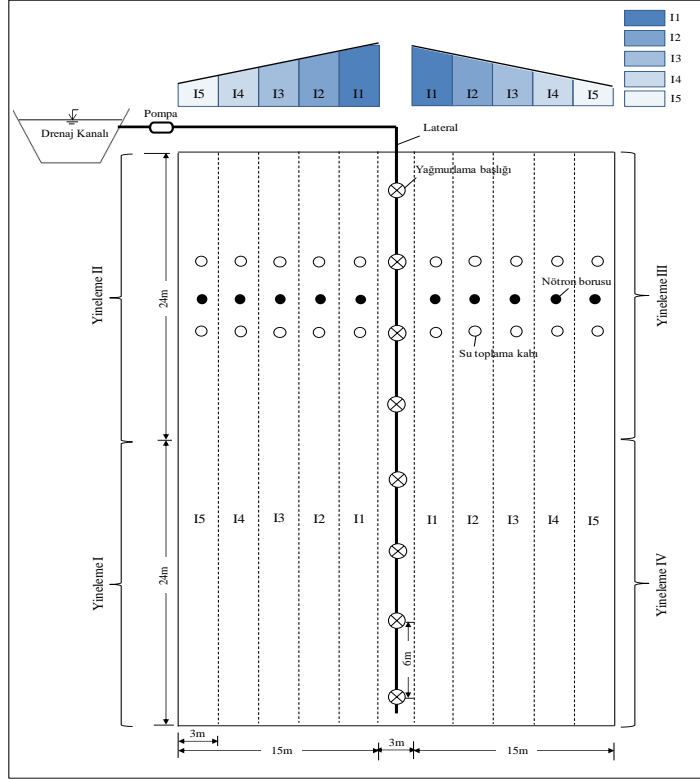 I1
I2
I3
I4
I5
I5 I4 I3 I2 I1 I1 I2 I3 I4 I5
Pompa
Drenaj Kanalı
Lateral
Yağmurlama başlığı
Yineleme II
24m
Nötron borusu
Yineleme III
Su toplama kabı
I5 I4 I3 I2 I1 I1 I2 I3 I4 I5
Yineleme I
24m
Yineleme IV
6m
3m
15m 3m 15m